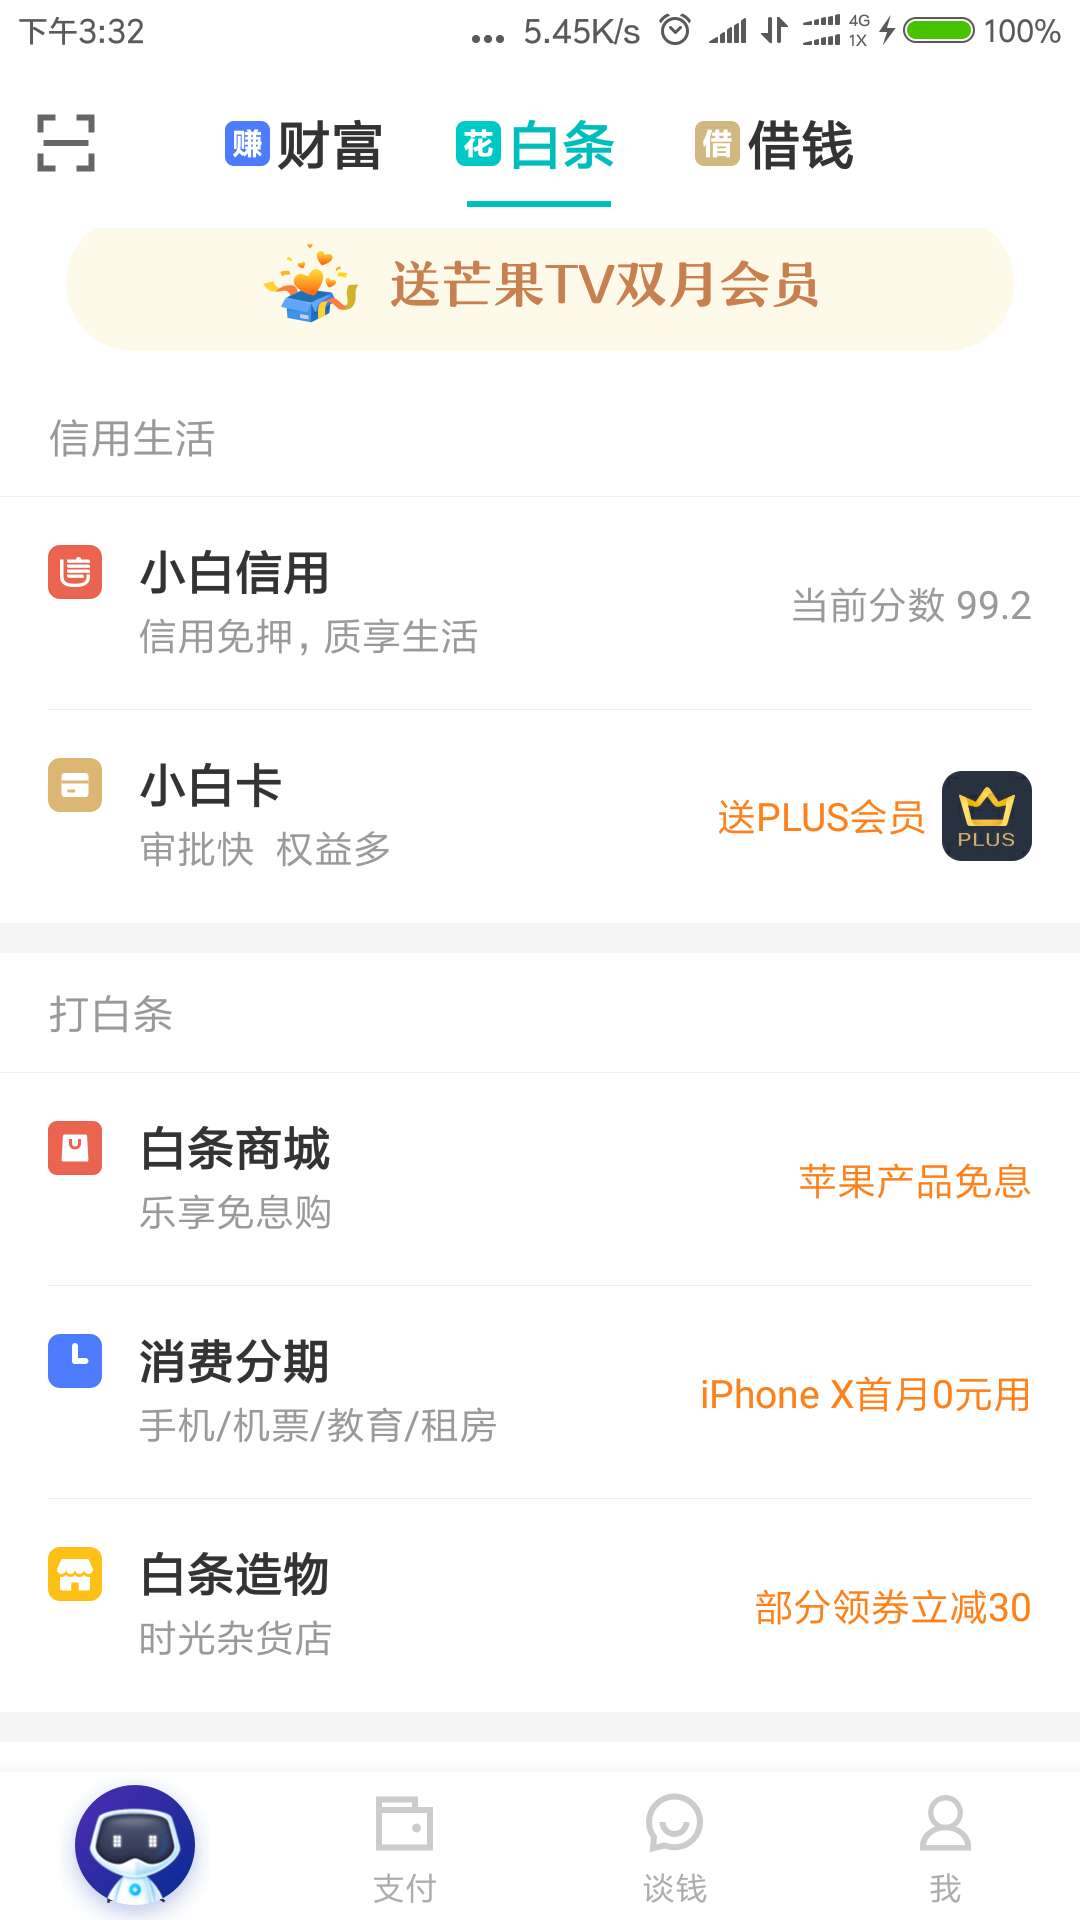 下午3:32
... 5.45K/s 4G 1X 100%
赚 财富 花 白条 借 借钱
送芒果TV双月会员
信用生活
小白信用
信用免押，质享生活
当前分数 99.2
小白卡
审批快 权益多
送PLUS会员
PLUS
打白条
白条商城
乐享免息购
苹果产品免息
消费分期
手机/机票/教育/租房
iPhone X首月0元用
白条造物
时光杂货店
部分领券立减30
支付 谈钱 我